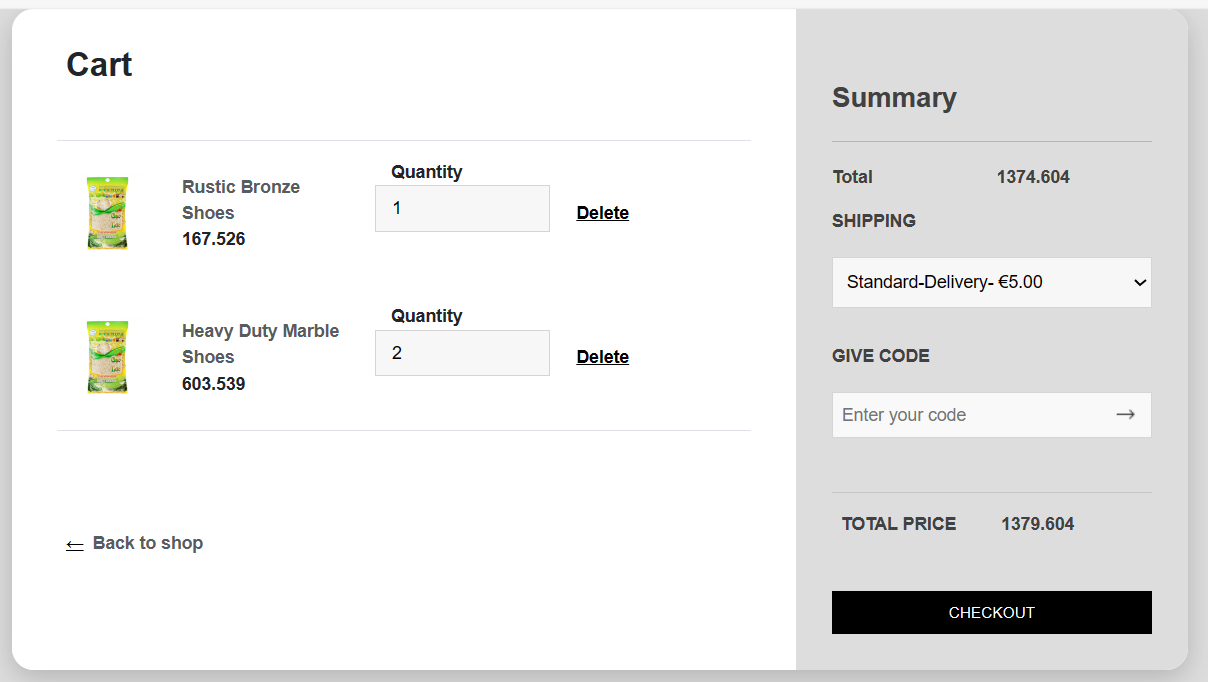 Cart
Rustic Bronze
Shoes
167.526
Quantity
1
Delete
Heavy Duty Marble
Shoes
603.539
Quantity
2
Delete
← Back to shop
Summary
Total 1374.604
SHIPPING
Standard-Delivery- €5.00
GIVE CODE
Enter your code →
TOTAL PRICE 1379.604
CHECKOUT